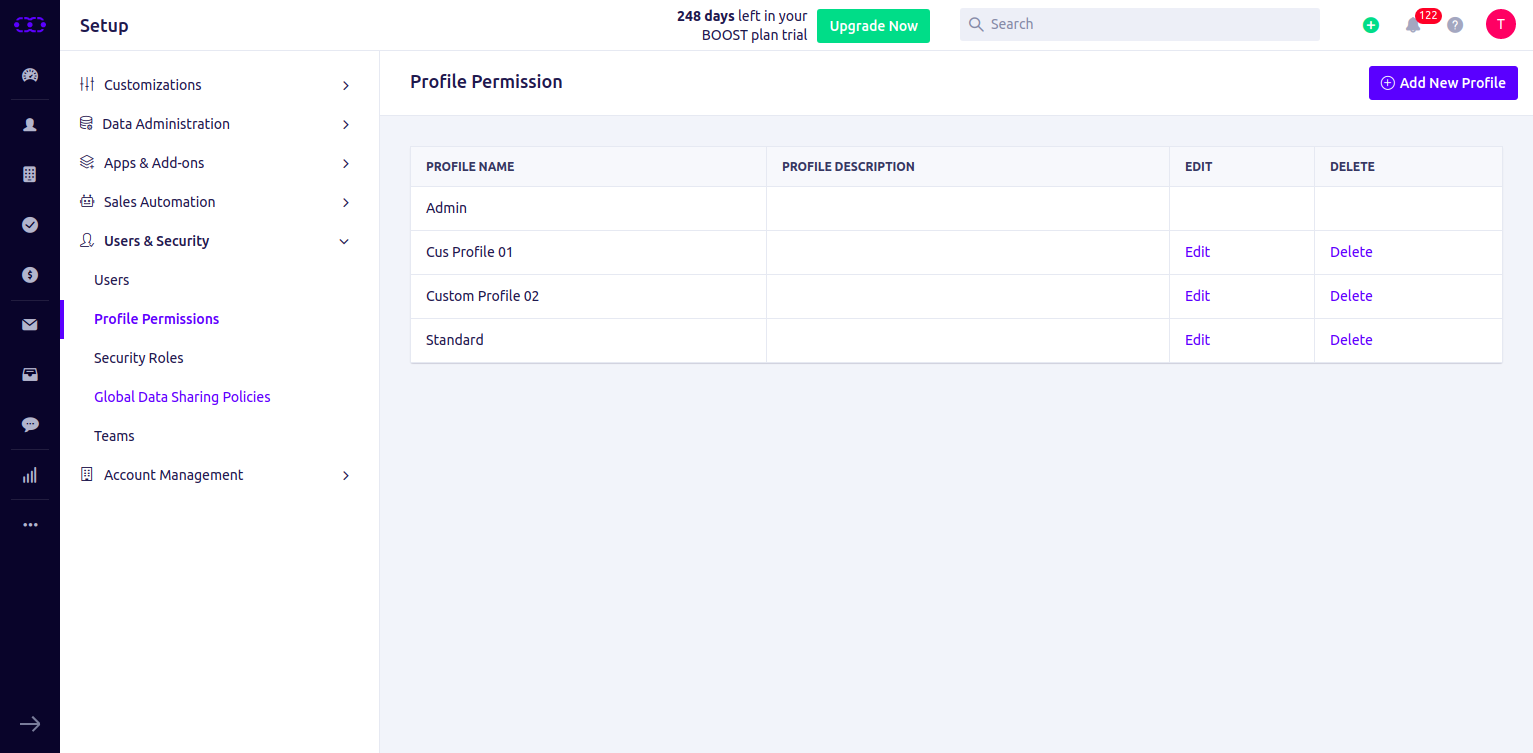 Setup
248 days left in your
BOOST plan trial
Upgrade Now
Search
122
?
T
Customizations
Data Administration
Apps & Add-ons
Sales Automation
Users & Security
Users
Profile Permissions
Security Roles
Global Data Sharing Policies
Teams
Account Management
Profile Permission
Add New Profile
PROFILE NAME PROFILE DESCRIPTION EDIT DELETE
Admin
Cus Profile 01 Edit Delete
Custom Profile 02 Edit Delete
Standard Edit Delete